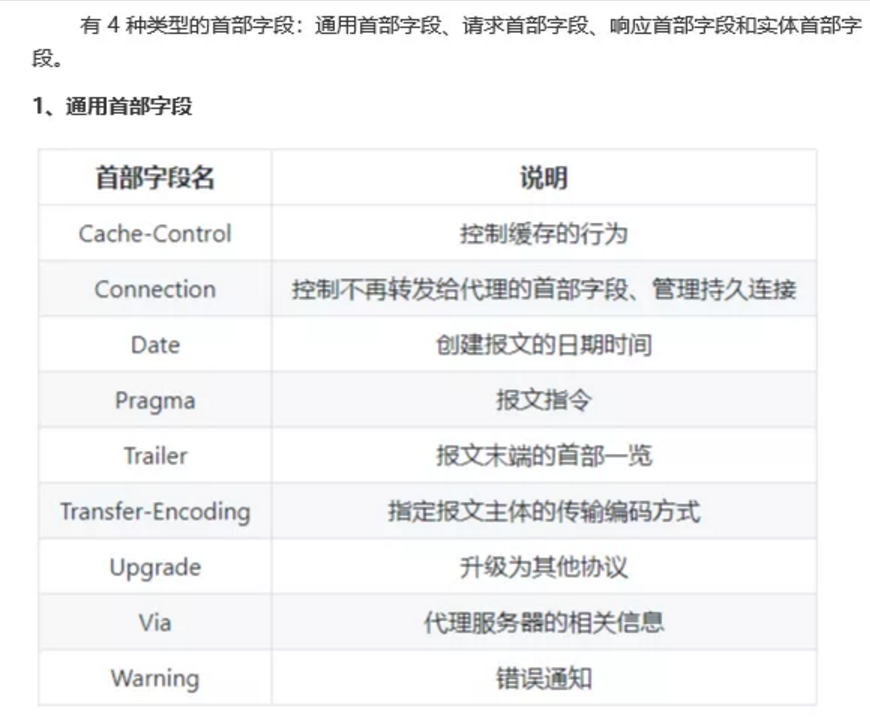 有 4 种类型的首部字段：通用首部字段、请求首部字段、响应首部字段和实体首部字
段。
1、通用首部字段
首部字段名 说明
Cache-Control 控制缓存的行为
Connection 控制不再转发给代理的首部字段、管理持久连接
Date 创建报文的日期时间
Pragma 报文指令
Trailer 报文末端的首部一览
Transfer-Encoding 指定报文主体的传输编码方式
Upgrade 升级为其他协议
Via 代理服务器的相关信息
Warning 错误通知